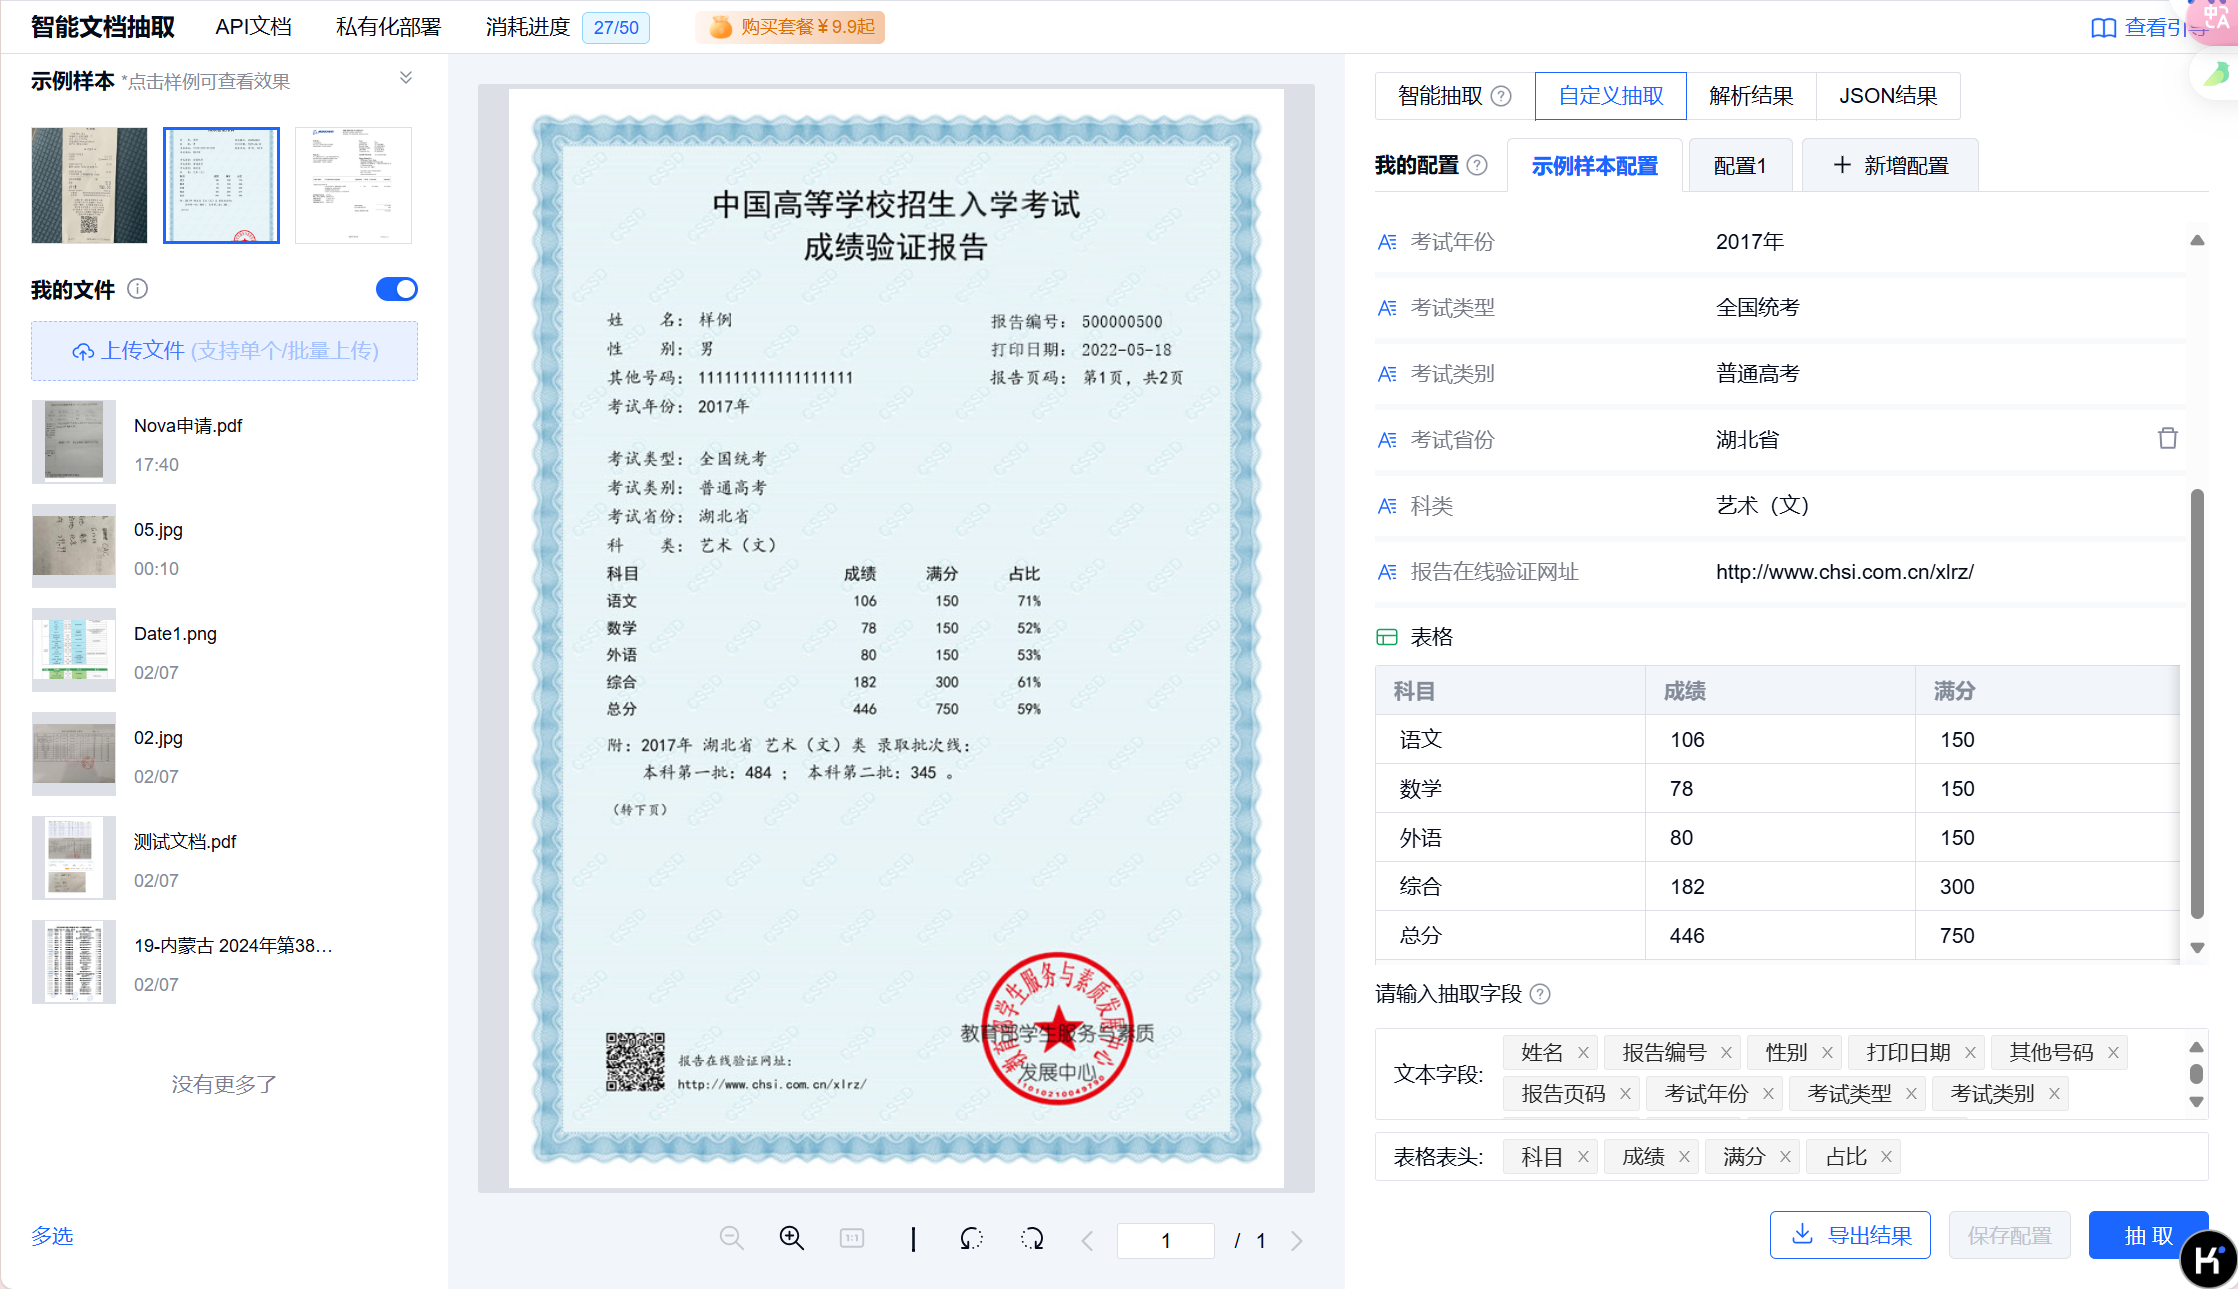 智能文档抽取 API文档 私有化部署 消耗进度 27/50 购买套餐¥9.9起 查看引导
示例样本 *点击样例可查看效果
我的文件
上传文件 (支持单个/批量上传)
Nova申请.pdf
17:40
05.jpg
00:10
Date1.png
02/07
02.jpg
02/07
测试文档.pdf
02/07
19-内蒙古 2024年第38…
02/07
没有更多了
多选
中国高等学校招生入学考试
成绩验证报告
姓 名： 样例 报告编号： 500000500
性 别： 男 打印日期： 2022-05-18
其他号码： 111111111111111111 报告页码： 第1页，共2页
考试年份： 2017年
考试类型： 全国统考
考试类别： 普通高考
考试省份： 湖北省
科 类： 艺术（文）
科目 成绩 满分 占比
语文 106 150 71%
数学 78 150 52%
外语 80 150 53%
综合 182 300 61%
总分 446 750 59%
附： 2017年 湖北省 艺术（文）类 录取批次线：
本科第一批：484 ； 本科第二批：345 。
（转下页）
教育部学生服务与素质
发展中心
教育部学生服务与素质发展中心
报告在线验证网址：
http://www.chsi.com.cn/xlrz/
1:1 1 / 1
智能抽取 自定义抽取 解析结果 JSON结果
我的配置 示例样本配置 配置1 + 新增配置
考试年份 2017年
考试类型 全国统考
考试类别 普通高考
考试省份 湖北省
科类 艺术（文）
报告在线验证网址 http://www.chsi.com.cn/xlrz/
表格
科目 成绩 满分
语文 106 150
数学 78 150
外语 80 150
综合 182 300
总分 446 750
请输入抽取字段
文本字段: 姓名 × 报告编号 × 性别 × 打印日期 × 其他号码 ×
报告页码 × 考试年份 × 考试类型 × 考试类别 ×
表格表头: 科目 × 成绩 × 满分 × 占比 ×
导出结果 保存配置 抽 取